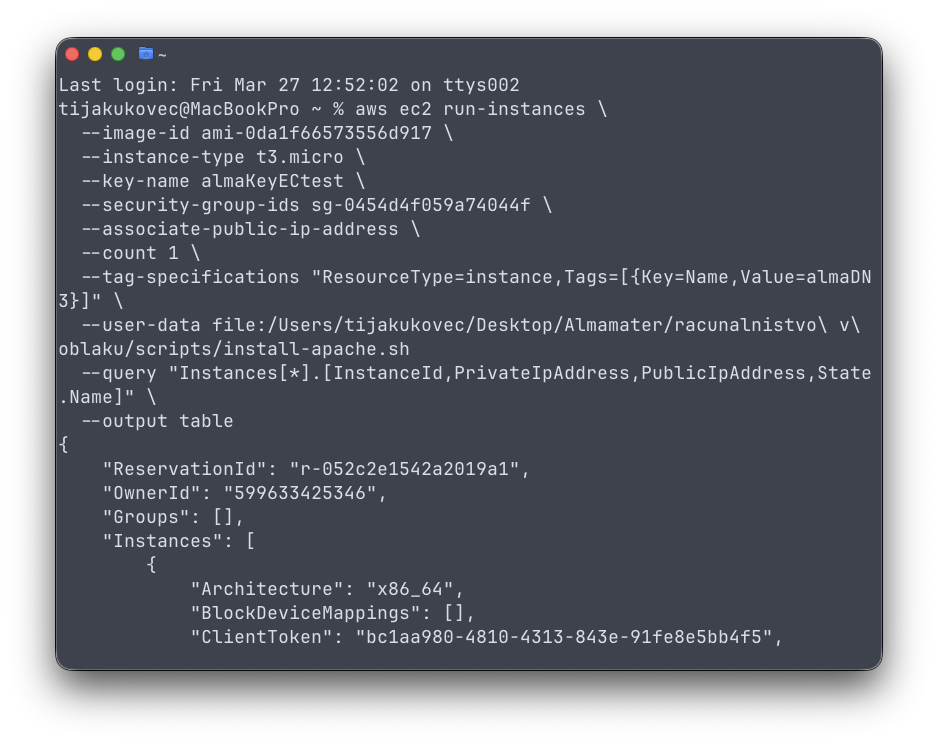 ~
Last login: Fri Mar 27 12:52:02 on ttys002
tijakukovec@MacBookPro ~ % aws ec2 run-instances \
  --image-id ami-0da1f66573556d917 \
  --instance-type t3.micro \
  --key-name almaKeyECtest \
  --security-group-ids sg-0454d4f059a74044f \
  --associate-public-ip-address \
  --count 1 \
  --tag-specifications "ResourceType=instance,Tags=[{Key=Name,Value=almaDN
3}]" \
  --user-data file:/Users/tijakukovec/Desktop/Almamater/racunalnistvo\ v\
oblaku/scripts/install-apache.sh
  --query "Instances[*].[InstanceId,PrivateIpAddress,PublicIpAddress,State
.Name]" \
  --output table
{
    "ReservationId": "r-052c2e1542a2019a1",
    "OwnerId": "599633425346",
    "Groups": [],
    "Instances": [
        {
            "Architecture": "x86_64",
            "BlockDeviceMappings": [],
            "ClientToken": "bc1aa980-4810-4313-843e-91fe8e5bb4f5",